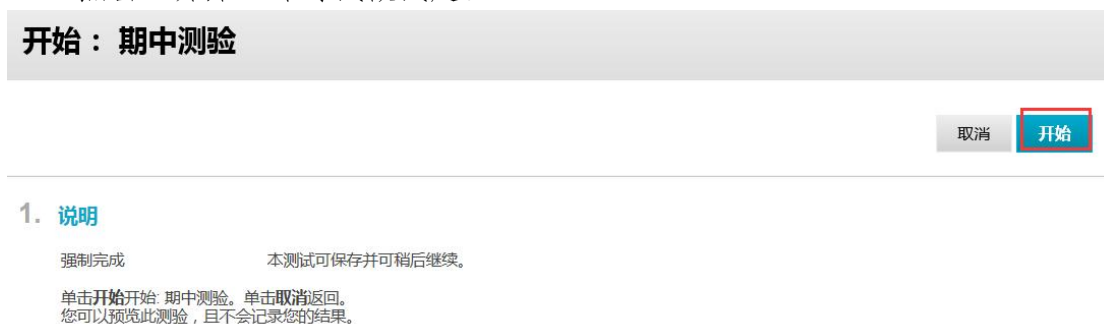 开始：期中测验
取消 开始
1. 说明
强制完成 本测试可保存并可稍后继续。
单击开始开始: 期中测验。单击取消返回。
您可以预览此测验，且不会记录您的结果。